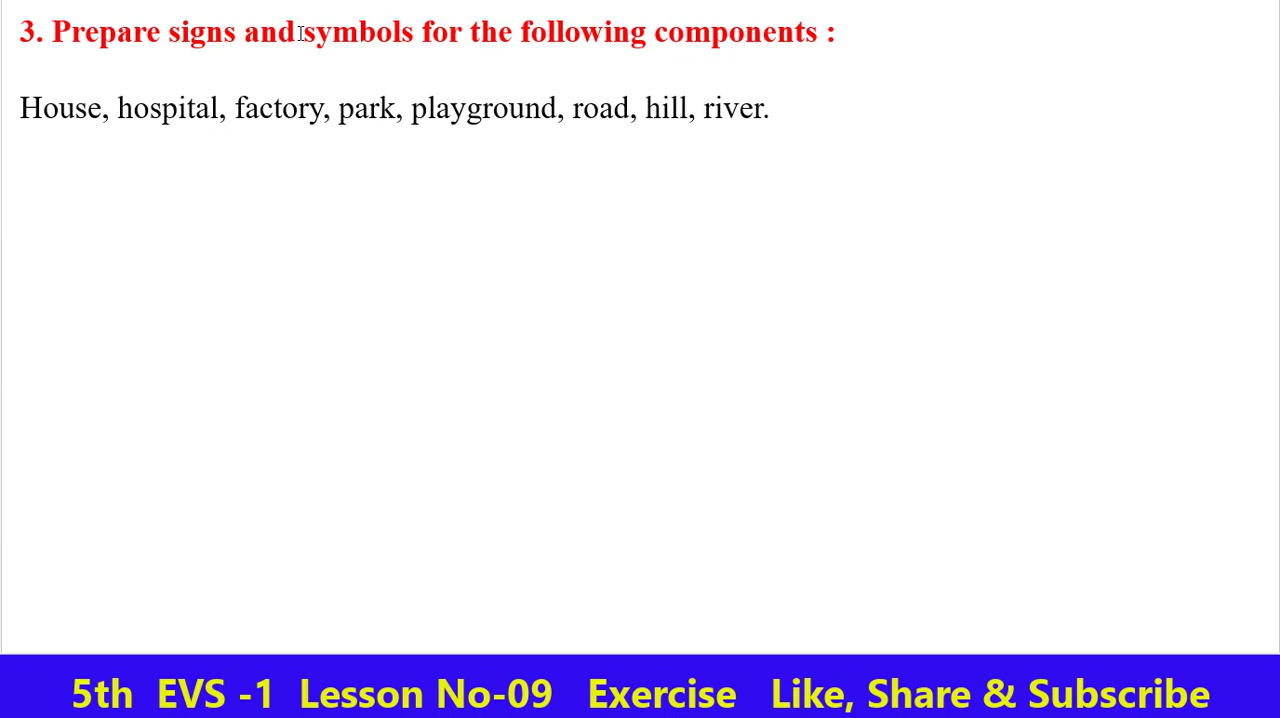 3. Prepare signs and symbols for the following components :
House, hospital, factory, park, playground, road, hill, river.
5th EVS -1 Lesson No-09 Exercise Like, Share & Subscribe